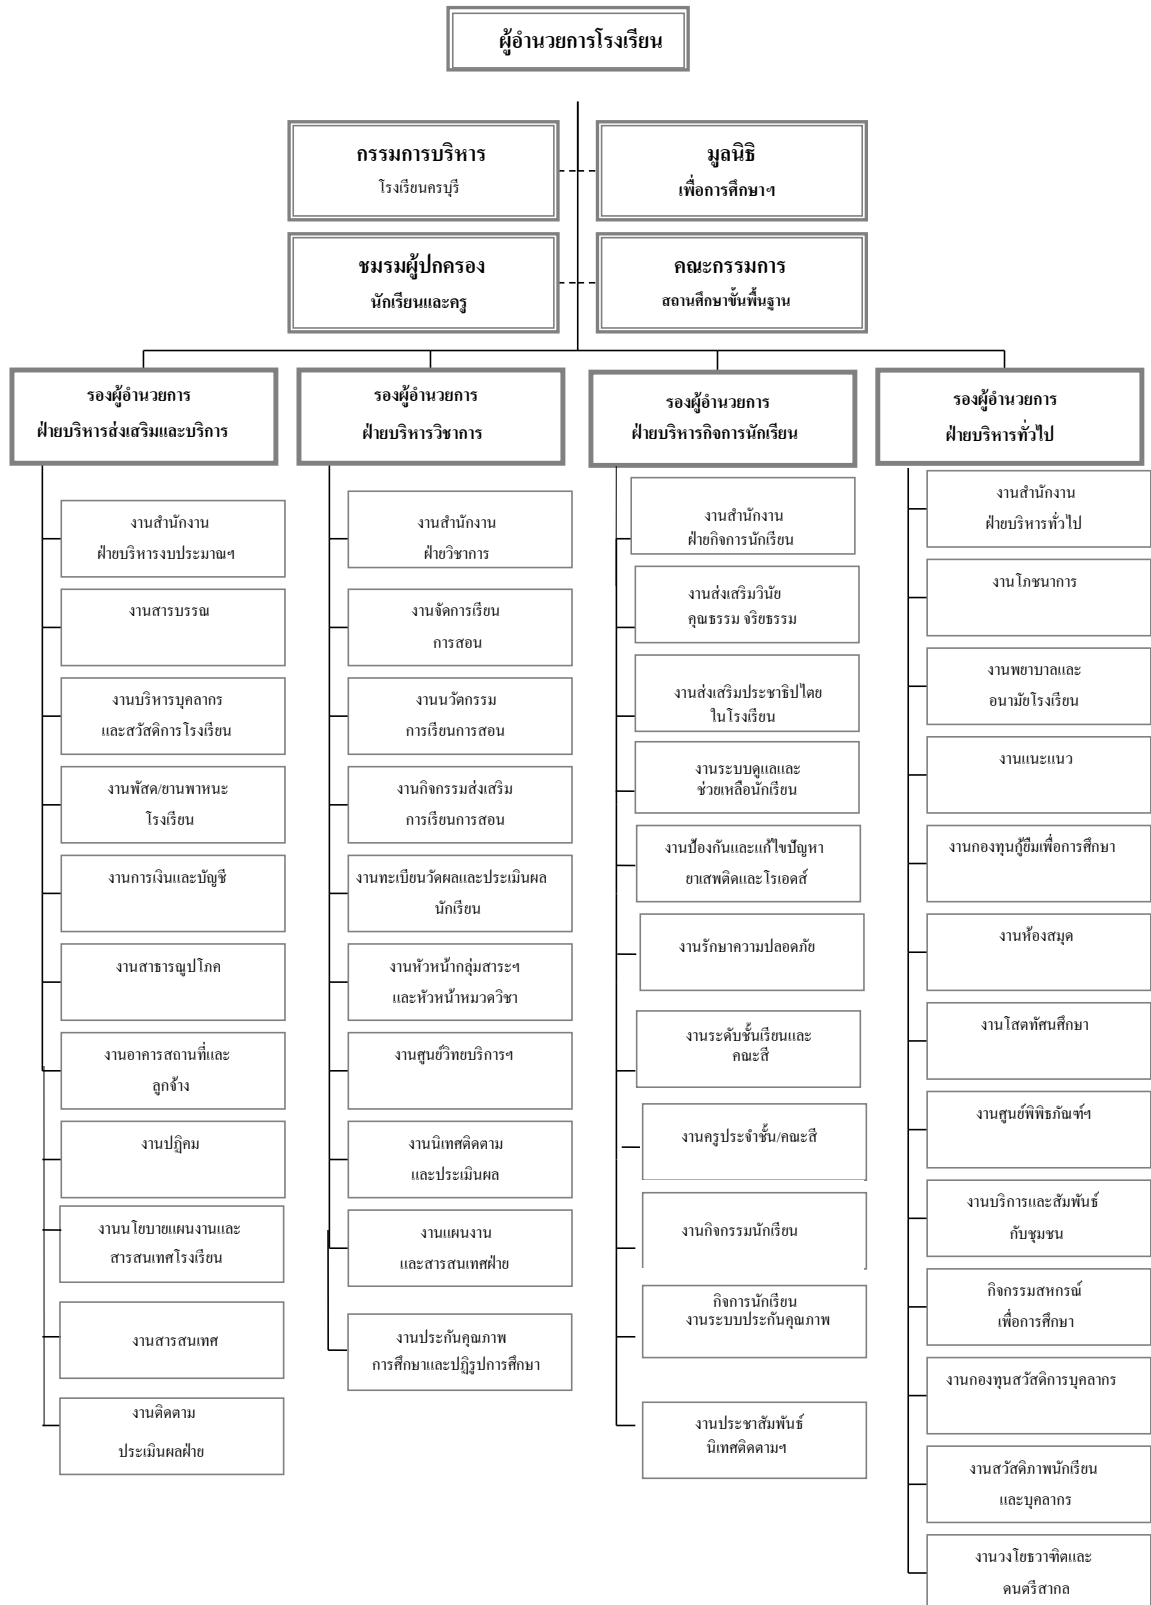 ผู้อำนวยการโรงเรียน
กรรมการบริหาร
โรงเรียนครบุรี
มูลนิธิ
เพื่อการศึกษาฯ
ชมรมผู้ปกครอง
นักเรียนและครู
คณะกรรมการ
สถานศึกษาขั้นพื้นฐาน
รองผู้อำนวยการ
ฝ่ายบริหารส่งเสริมและบริการ
งานสำนักงาน
ฝ่ายบริหารงบประมาณฯ
งานสารบรรณ
งานบริหารบุคลากร
และสวัสดิการโรงเรียน
งานพัสด/ยานพาหนะ
โรงเรียน
งานการเงินและบัญชี
งานสาธารณูปโภค
งานอาคารสถานที่และ
ลูกจ้าง
งานปฏิคม
งานนโยบายแผนงานและ
สารสนเทศโรงเรียน
งานสารสนเทศ
งานติดตาม
ประเมินผลฝ่าย
รองผู้อำนวยการ
ฝ่ายบริหารวิชาการ
งานสำนักงาน
ฝ่ายวิชาการ
งานจัดการเรียน
การสอน
งานนวัตกรรม
การเรียนการสอน
งานกิจกรรมส่งเสริม
การเรียนการสอน
งานทะเบียนวัดผลและประเมินผล
นักเรียน
งานหัวหน้ากลุ่มสาระฯ
และหัวหน้าหมวดวิชา
งานศูนย์วิทยบริการฯ
งานนิเทศติดตาม
และประเมินผล
งานแผนงาน
และสารสนเทศฝ่าย
งานประกันคุณภาพ
การศึกษาและปฏิรูปการศึกษา
รองผู้อำนวยการ
ฝ่ายบริหารกิจการนักเรียน
งานสำนักงาน
ฝ่ายกิจการนักเรียน
งานส่งเสริมวินัย
คุณธรรม จริยธรรม
งานส่งเสริมประชาธิปไตย
ในโรงเรียน
งานระบบดูแลและ
ช่วยเหลือนักเรียน
งานป้องกันและแก้ไขปัญหา
ยาเสพติดและโรเอดส์
งานรักษาความปลอดภัย
งานระดับชั้นเรียนและ
คณะสี
งานครูประจำชั้น/คณะสี
งานกิจกรรมนักเรียน
กิจการนักเรียน
งานระบบประกันคุณภาพ
งานประชาสัมพันธ์
นิเทศติดตามฯ
รองผู้อำนวยการ
ฝ่ายบริหารทั่วไป
งานสำนักงาน
ฝ่ายบริหารทั่วไป
งานโภชนาการ
งานพยาบาลและ
อนามัยโรงเรียน
งานแนะแนว
งานกองทุนกู้ยืมเพื่อการศึกษา
งานห้องสมุด
งานโสตทัศนศึกษา
งานศูนย์พิพิธภัณฑ์ฯ
งานบริการและสัมพันธ์
กับชุมชน
กิจกรรมสหกรณ์
เพื่อการศึกษา
งานกองทุนสวัสดิการบุคลากร
งานสวัสดิภาพนักเรียน
และบุคลากร
งานวงโยธวาฑิตและ
ดนตรีสากล